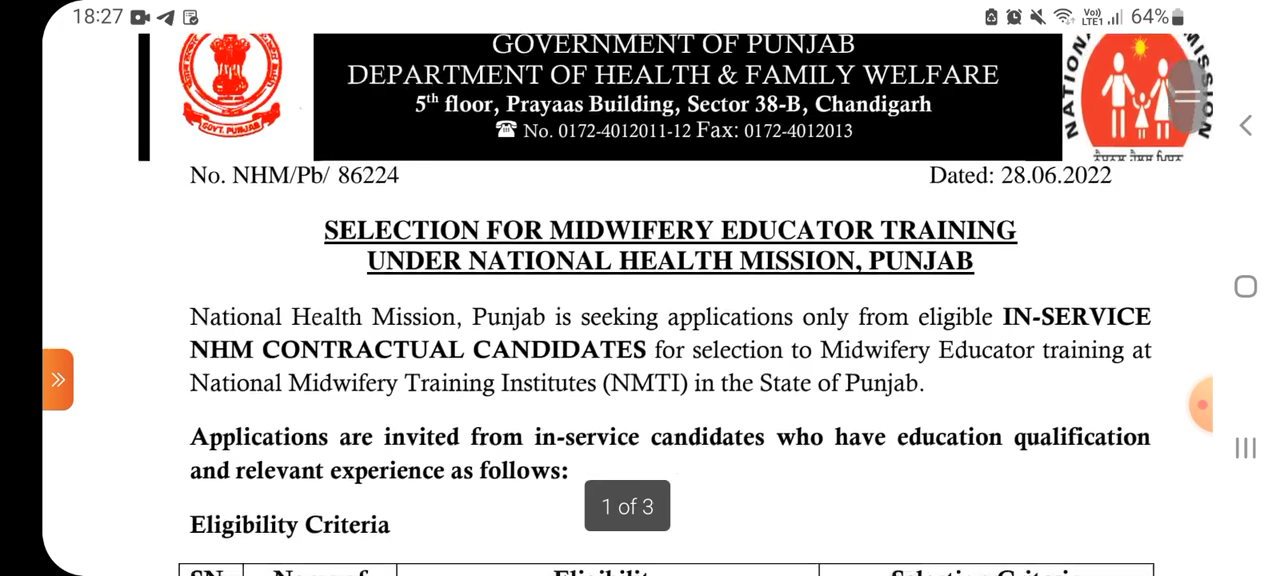 18:27
Vo)) LTE1 64%
GOVERNMENT OF PUNJAB
DEPARTMENT OF HEALTH & FAMILY WELFARE
5th floor, Prayaas Building, Sector 38-B, Chandigarh
☎ No. 0172-4012011-12 Fax: 0172-4012013
GOVT. PUNJAB
NATION MISSION
No. NHM/Pb/ 86224 Dated: 28.06.2022
SELECTION FOR MIDWIFERY EDUCATOR TRAINING
UNDER NATIONAL HEALTH MISSION, PUNJAB
National Health Mission, Punjab is seeking applications only from eligible IN-SERVICE
NHM CONTRACTUAL CANDIDATES for selection to Midwifery Educator training at
National Midwifery Training Institutes (NMTI) in the State of Punjab.
Applications are invited from in-service candidates who have education qualification
and relevant experience as follows:
1 of 3
Eligibility Criteria